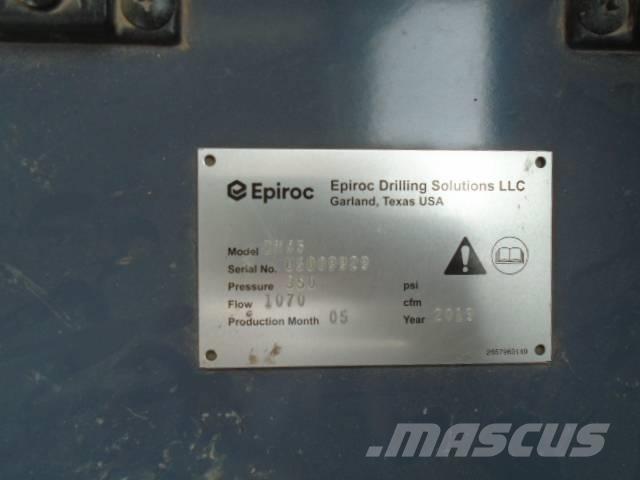 Epiroc
Epiroc Drilling Solutions LLC
Garland, Texas USA
Model
Serial No.
Pressure psi
Flow 1070 cfm
Production Month 05 Year
MASCUS